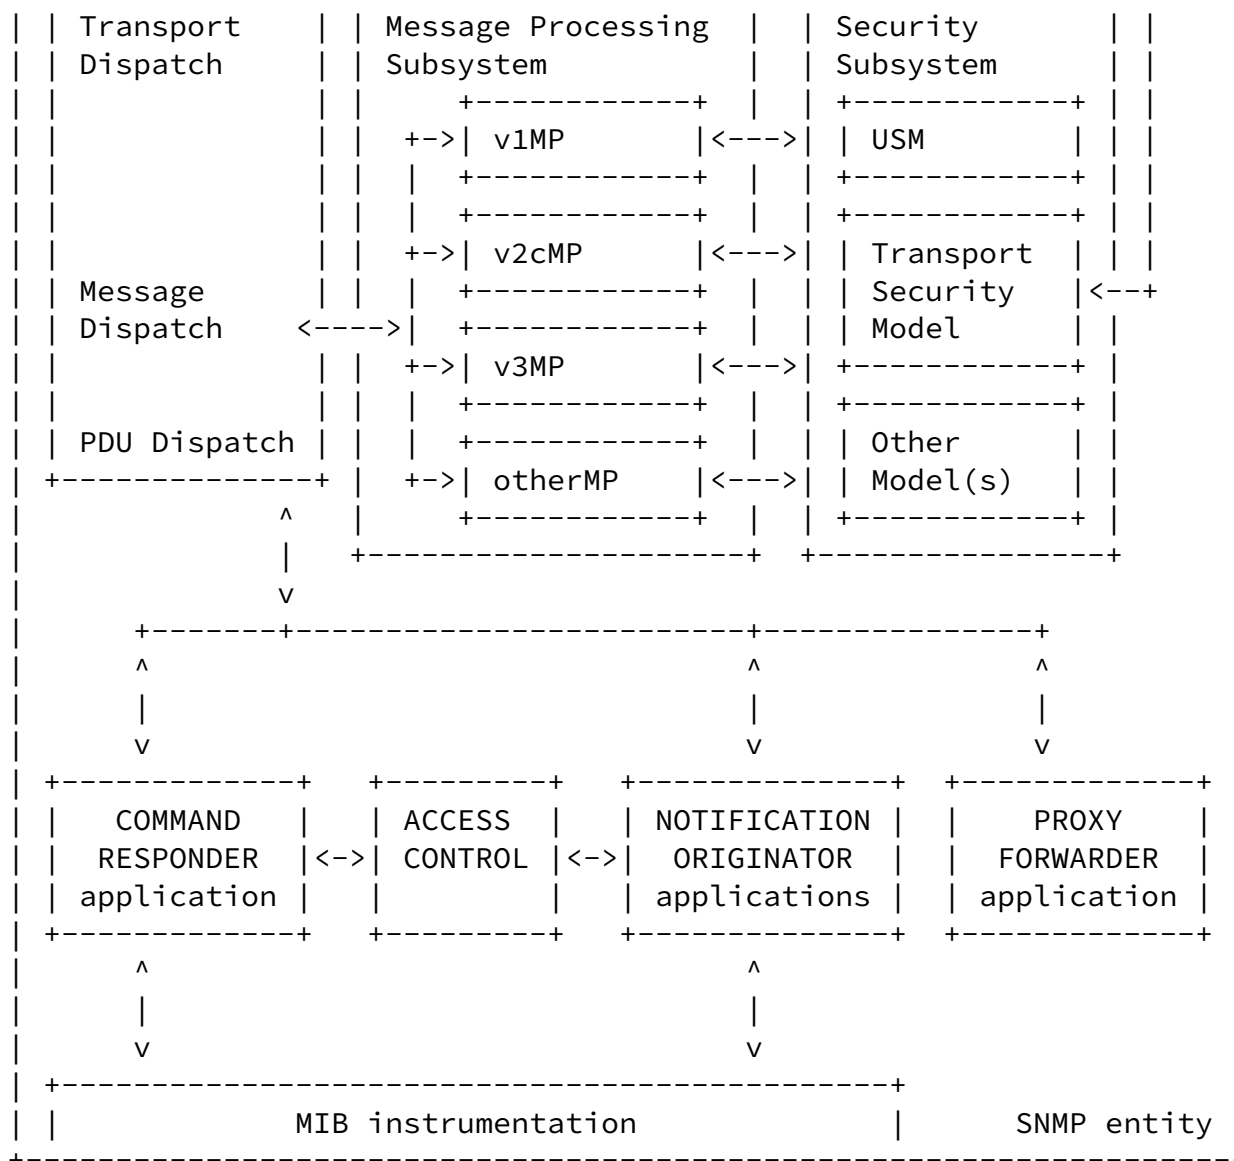 | | Transport    | | Message Processing  |  | Security       | |
| | Dispatch     | | Subsystem           |  | Subsystem      | |
| |              | |     +------------+  |  | +------------+ | |
| |              | |  +->| v1MP       |<--->| | USM        | | |
| |              | |  |  +------------+  |  | +------------+ | |
| |              | |  |  +------------+  |  | +------------+ | |
| |              | |  +->| v2cMP      |<--->| | Transport  | | |
| | Message      | |  |  +------------+  |  | | Security   |<--+
| | Dispatch    <---->|  +------------+  |  | | Model      | |
| |              | |  +->| v3MP       |<--->| +------------+ |
| |              | |  |  +------------+  |  | +------------+ |
| | PDU Dispatch | |  |  +------------+  |  | | Other      | |
| +--------------+ |  +->| otherMP    |<--->| | Model(s)   | |
|              ^   |     +------------+  |  | +------------+ |
|              |   +---------------------+  +----------------+
|              v
|      +-------+-------------------------+---------------+
|      ^                                 ^               ^
|      |                                 |               |
|      v                                 v               v
| +-------------+   +---------+   +--------------+  +-------------+
| |   COMMAND   |   | ACCESS  |   | NOTIFICATION |  |    PROXY    |
| |  RESPONDER  |<->| CONTROL |<->|  ORIGINATOR  |  |  FORWARDER  |
| | application |   |         |   | applications |  | application |
| +-------------+   +---------+   +--------------+  +-------------+
|      ^                                 ^
|      |                                 |
|      v                                 v
| +----------------------------------------------+
| |             MIB instrumentation              |      SNMP entity
+-------------------------------------------------------------------